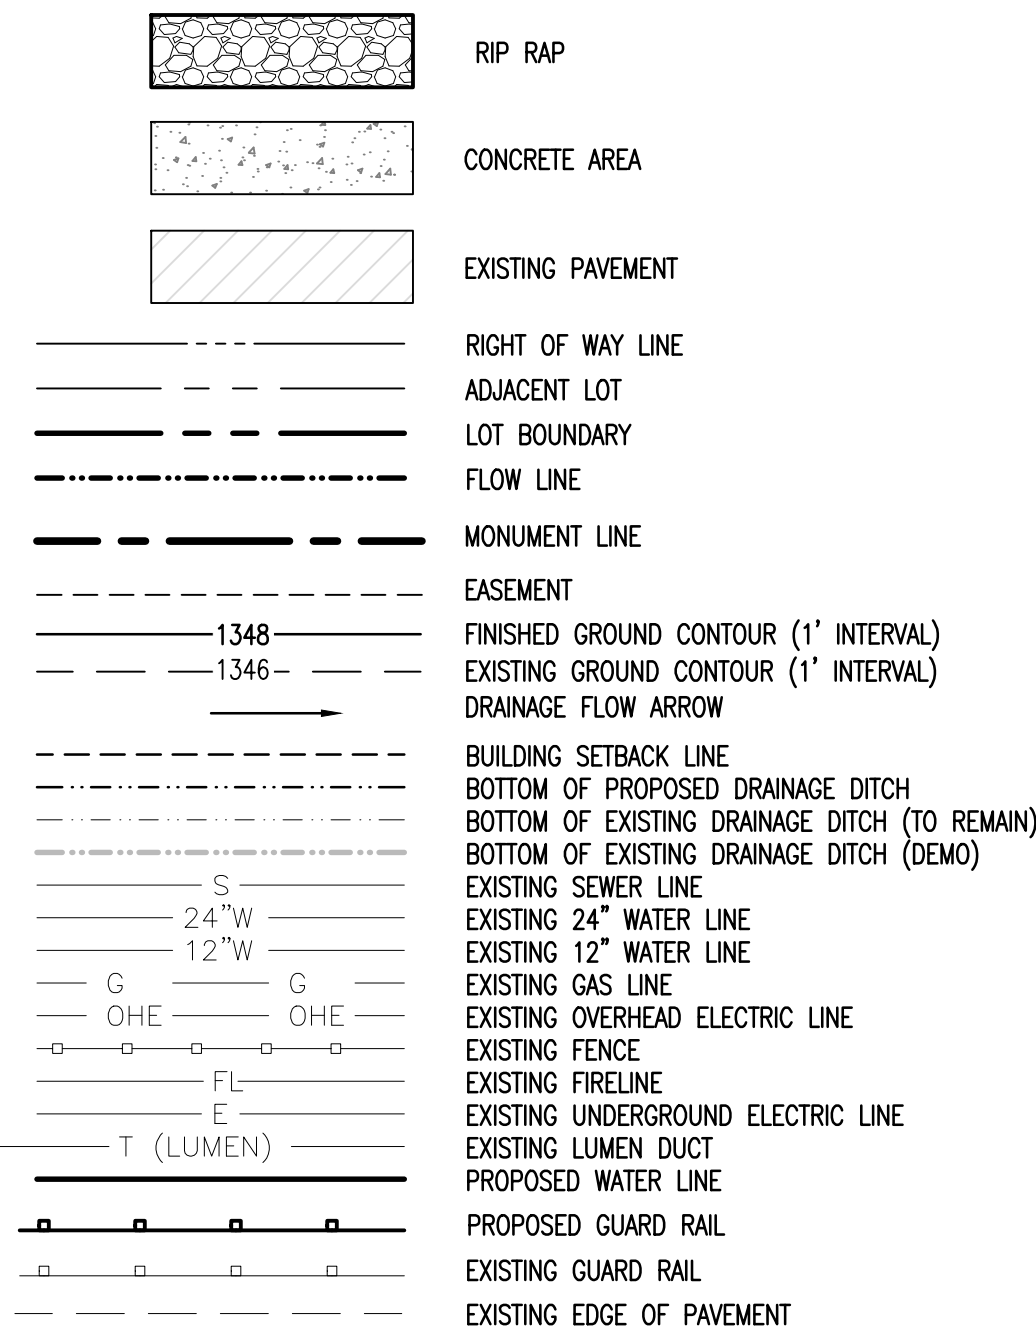 RIP RAP
CONCRETE AREA
EXISTING PAVEMENT
RIGHT OF WAY LINE
ADJACENT LOT
LOT BOUNDARY
FLOW LINE
MONUMENT LINE
EASEMENT
1348 FINISHED GROUND CONTOUR (1' INTERVAL)
1346 EXISTING GROUND CONTOUR (1' INTERVAL)
DRAINAGE FLOW ARROW
BUILDING SETBACK LINE
BOTTOM OF PROPOSED DRAINAGE DITCH
BOTTOM OF EXISTING DRAINAGE DITCH (TO REMAIN)
BOTTOM OF EXISTING DRAINAGE DITCH (DEMO)
S EXISTING SEWER LINE
24"W EXISTING 24" WATER LINE
12"W EXISTING 12" WATER LINE
G G EXISTING GAS LINE
OHE OHE EXISTING OVERHEAD ELECTRIC LINE
EXISTING FENCE
FL EXISTING FIRELINE
E EXISTING UNDERGROUND ELECTRIC LINE
T (LUMEN) EXISTING LUMEN DUCT
PROPOSED WATER LINE
PROPOSED GUARD RAIL
EXISTING GUARD RAIL
EXISTING EDGE OF PAVEMENT